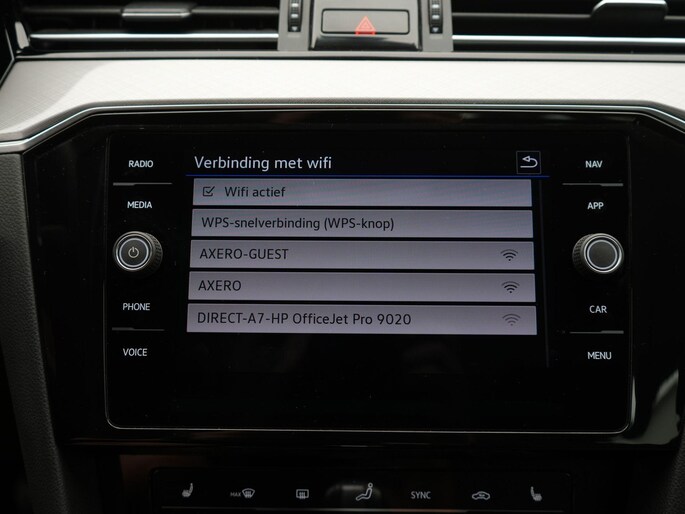 Verbinding met wifi
Wifi actief
WPS-snelverbinding (WPS-knop)
AXERO-GUEST
AXERO
DIRECT-A7-HP OfficeJet Pro 9020
RADIO
MEDIA
PHONE
VOICE
NAV
APP
CAR
MENU
MAX
SYNC